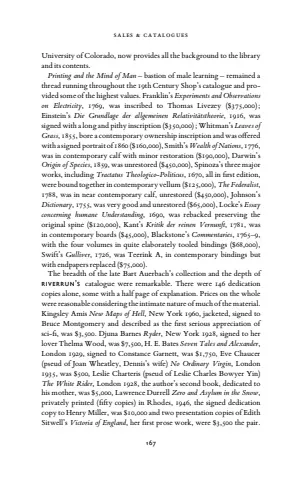 SALES & CATALOGUES
University of Colorado, now provides all the background to the library
and its contents.
Printing and the Mind of Man – bastion of male learning – remained a
thread running throughout the 19th Century Shop's catalogue and pro-
vided some of the highest values. Franklin's Experiments and Observations
on Electricity, 1769, was inscribed to Thomas Livezey ($375,000);
Einstein's Die Grundlage der allgemeinen Relativitätstheorie, 1916, was
signed with a long and pithy inscription ($350,000); Whitman's Leaves of
Grass, 1855, bore a contemporary ownership inscription and was offered
with a signed portrait of 1860 ($160,000), Smith's Wealth of Nations, 1776,
was in contemporary calf with minor restoration ($190,000), Darwin's
Origin of Species, 1859, was unrestored ($450,000), Spinoza's three major
works, including Tractatus Theologico-Politicus, 1670, all in first edition,
were bound together in contemporary vellum ($125,000), The Federalist,
1788, was in near contemporary calf, unrestored ($450,000), Johnson's
Dictionary, 1755, was very good and unrestored ($65,000), Locke's Essay
concerning humane Understanding, 1690, was rebacked preserving the
original spine ($120,000), Kant's Kritik der reinen Vernunft, 1781, was
in contemporary boards ($45,000), Blackstone's Commentaries, 1765–9,
with the four volumes in quite elaborately tooled bindings ($68,000),
Swift's Gulliver, 1726, was Teerink A, in contemporary bindings but
with endpapers replaced ($75,000).
The breadth of the late Bart Auerbach's collection and the depth of
RIVERRUN'S catalogue were remarkable. There were 146 dedication
copies alone, some with a half page of explanation. Prices on the whole
were reasonable considering the intimate nature of much of the material.
Kingsley Amis New Maps of Hell, New York 1960, jacketed, signed to
Bruce Montgomery and described as the first serious appreciation of
sci-fi, was $3,500. Djuna Barnes Ryder, New York 1928, signed to her
lover Thelma Wood, was $7,500, H. E. Bates Seven Tales and Alexander,
London 1929, signed to Constance Garnett, was $1,750, Eve Chaucer
(pseud of Joan Wheatley, Dennis's wife) No Ordinary Virgin, London
1935, was $500, Leslie Charteris (pseud of Leslie Charles Bowyer Yin)
The White Rider, London 1928, the author's second book, dedicated to
his mother, was $5,000, Lawrence Durrell Zero and Asylum in the Snow,
privately printed (fifty copies) in Rhodes, 1946, the signed dedication
copy to Henry Miller, was $10,000 and two presentation copies of Edith
Sitwell's Victoria of England, her first prose work, were $3,500 the pair.
167